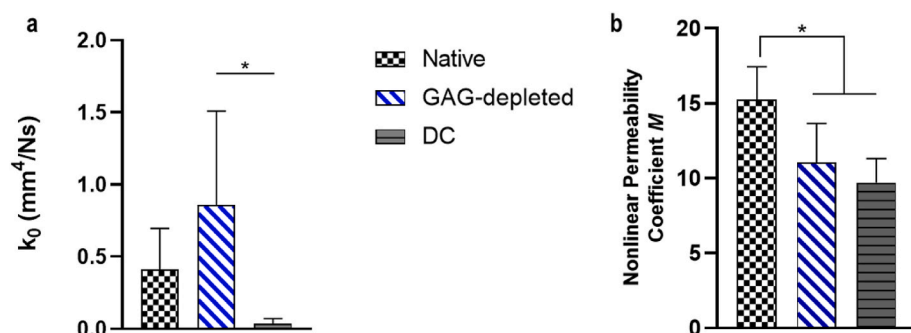 a
k0 (mm4/Ns)
2.0
1.5
1.0
0.5
0.0
*
Native
GAG-depleted
DC
b
Nonlinear Permeability
Coefficient M
20
15
10
5
0
*